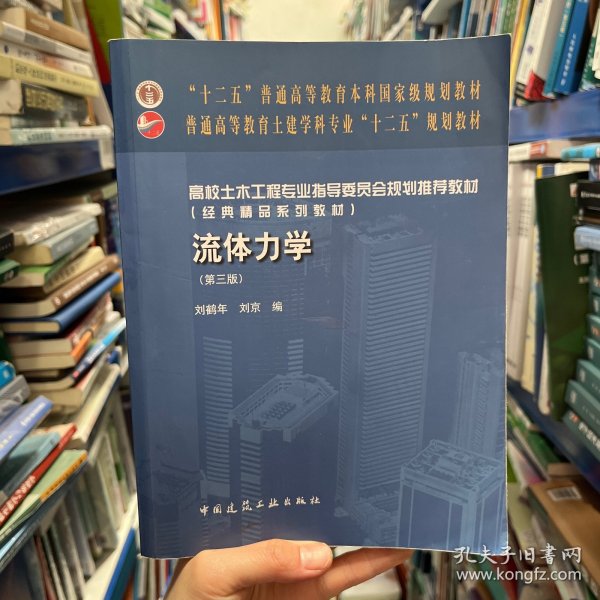 “十二五”普通高等教育本科国家级规划教材
普通高等教育土建学科专业“十二五”规划教材
高校土木工程专业指导委员会规划推荐教材
（经典精品系列教材）
流体力学
（第三版）
刘鹤年 刘京 编
中国建筑工业出版社
孔夫子旧书网
www.kongfz.com